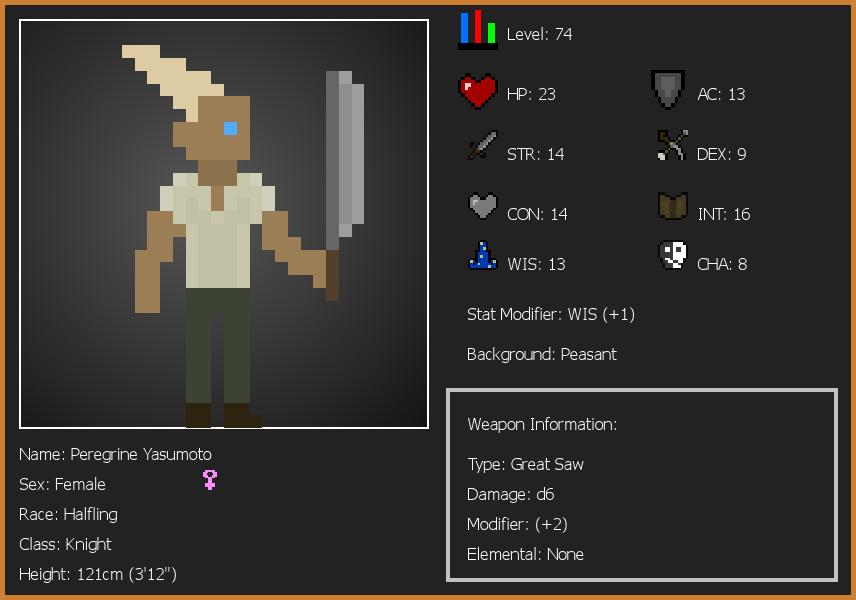 Level: 74
HP: 23
AC: 13
STR: 14
DEX: 9
CON: 14
INT: 16
WIS: 13
CHA: 8
Stat Modifier: WIS (+1)
Background: Peasant
Weapon Information:
Type: Great Saw
Damage: d6
Modifier: (+2)
Elemental: None
Name: Peregrine Yasumoto
Sex: Female
Race: Halfling
Class: Knight
Height: 121cm (3'12")